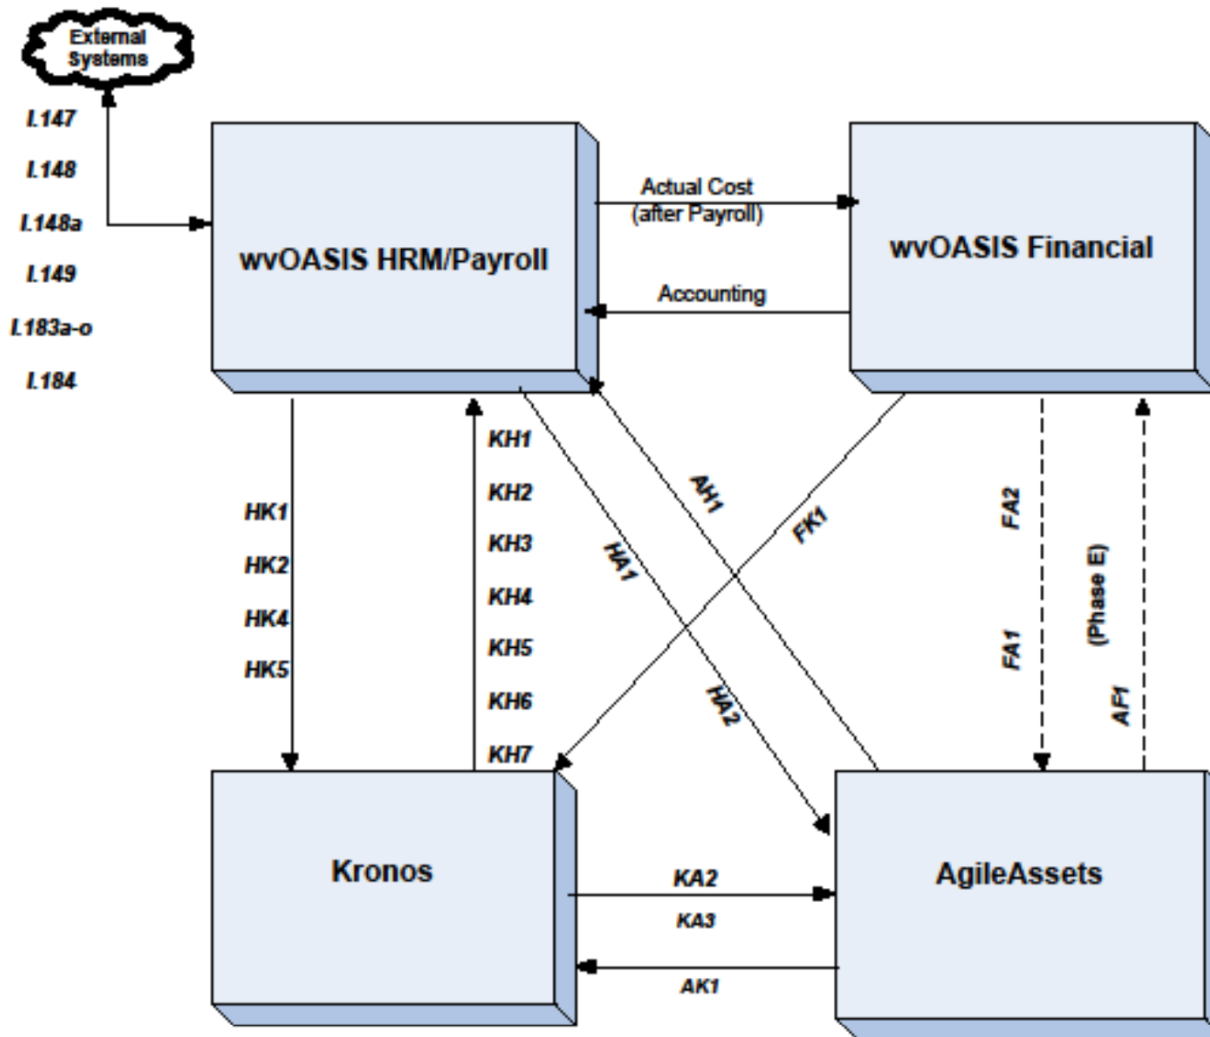 External
Systems
I.147
I.148
I.148a
I.149
I.183a-o
I.184
wvOASIS HRM/Payroll
Actual Cost
(after Payroll)
Accounting
wvOASIS Financial
HK1
HK2
HK4
HK5
KH1
KH2
KH3
KH4
KH5
KH6
KH7
HA1
HA2
AH1
FK1
FA2
FA1
(Phase E)
AF1
Kronos
KA2
KA3
AK1
AgileAssets